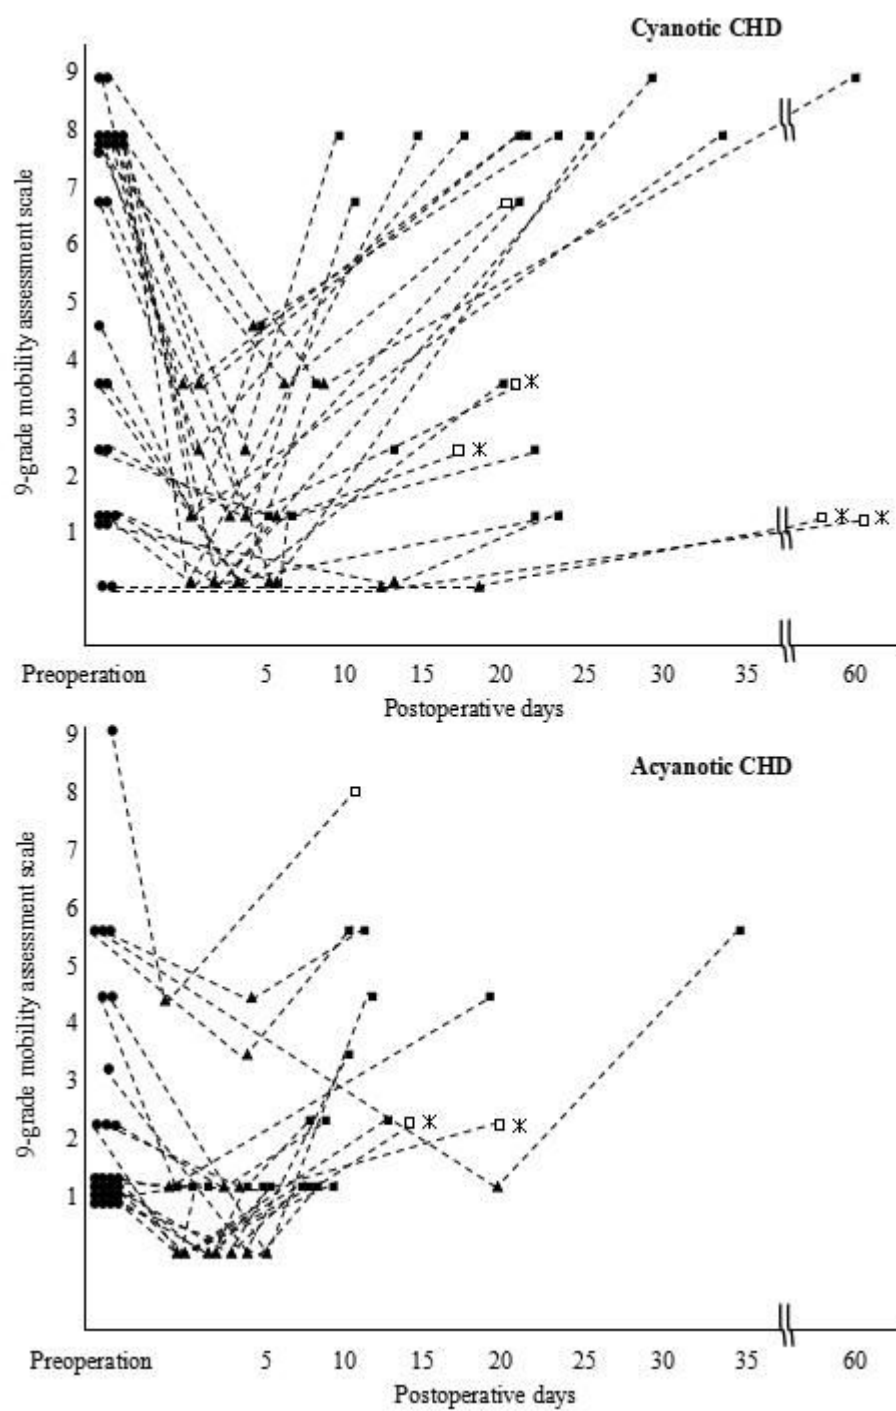 Cyanotic CHD
9-grade mobility assessment scale
9
8
7
6
5
4
3
2
1
Preoperation 5 10 15 20 25 30 35 60
Postoperative days
Acyanotic CHD
9-grade mobility assessment scale
9
8
7
6
5
4
3
2
1
Preoperation 5 10 15 20 25 30 35 60
Postoperative days